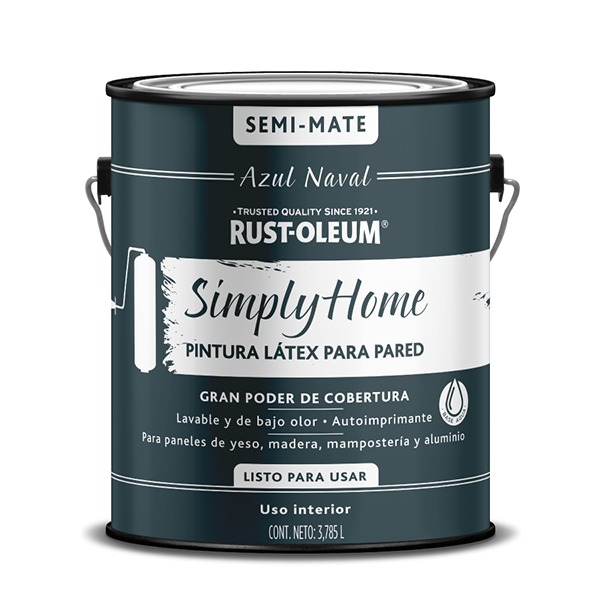 SEMI-MATE
Azul Naval
• TRUSTED QUALITY SINCE 1921 •
RUST-OLEUM®
Simply Home
PINTURA LÁTEX PARA PARED
GRAN PODER DE COBERTURA
Lavable y de bajo olor • Autoimprimante
Para paneles de yeso, madera, mampostería y aluminio
BASE AGUA
LISTO PARA USAR
Uso interior
CONT. NETO: 3,785 L